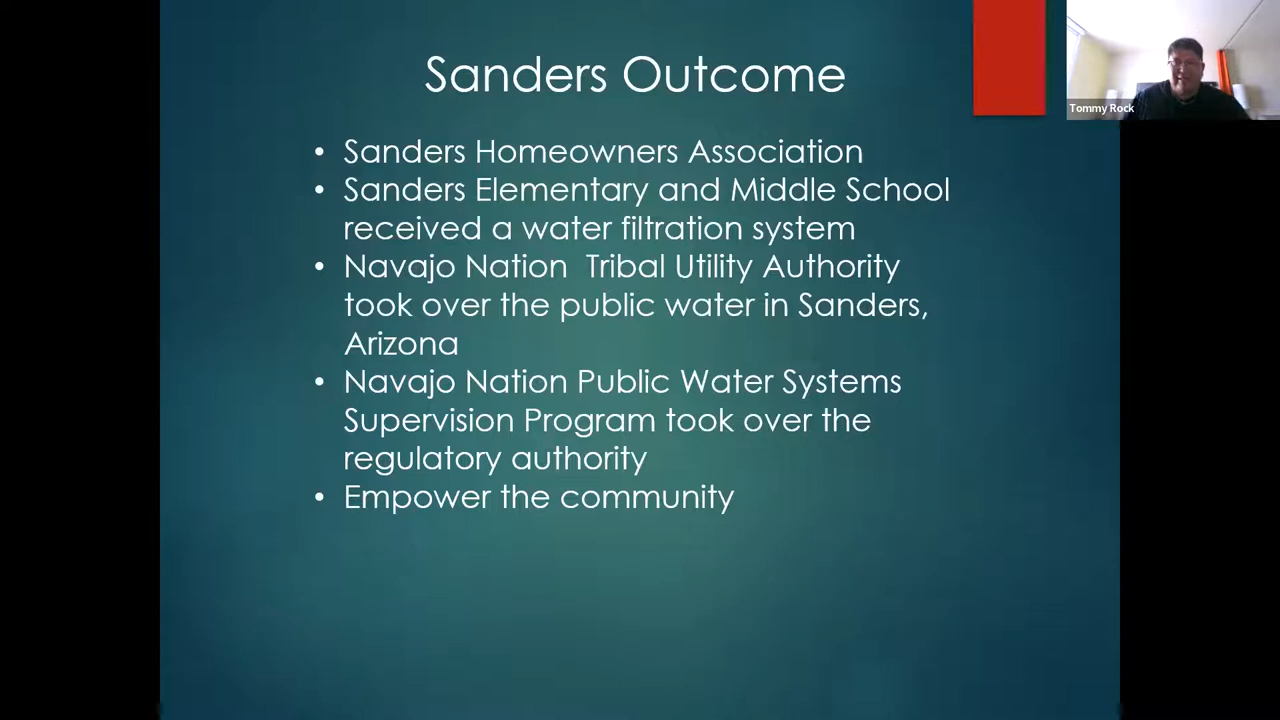 Sanders Outcome
Tommy Rock
• Sanders Homeowners Association
• Sanders Elementary and Middle School
received a water filtration system
• Navajo Nation  Tribal Utility Authority
took over the public water in Sanders,
Arizona
• Navajo Nation Public Water Systems
Supervision Program took over the
regulatory authority
• Empower the community